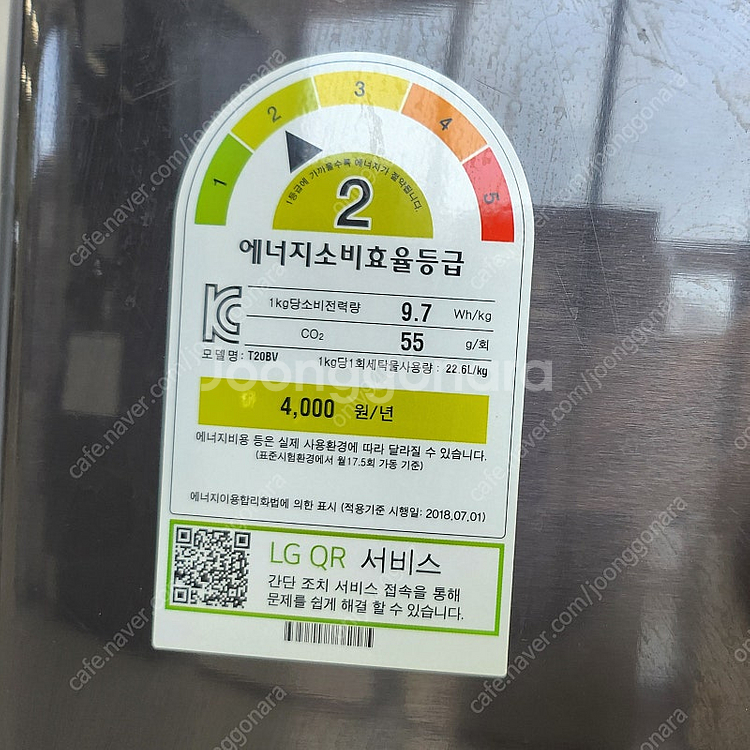 1 2 3 4 5
1등급에 가까울수록 에너지가 절약됩니다.
2
에너지소비효율등급
1kg당소비전력량 9.7 Wh/kg
CO₂ 55 g/회
모델명 : T20BV 1kg당1회세탁물사용량 : 22.6L/kg
4,000 원/년
에너지비용 등은 실제 사용환경에 따라 달라질 수 있습니다.
(표준시험환경에서 월17.5회 가동 기준)
에너지이용합리화법에 의한 표시 (적용기준 시행일: 2018.07.01)
LG QR 서비스
간단 조치 서비스 접속을 통해
문제를 쉽게 해결 할 수 있습니다.
joonggonara
cafe.naver.com/joonggonara